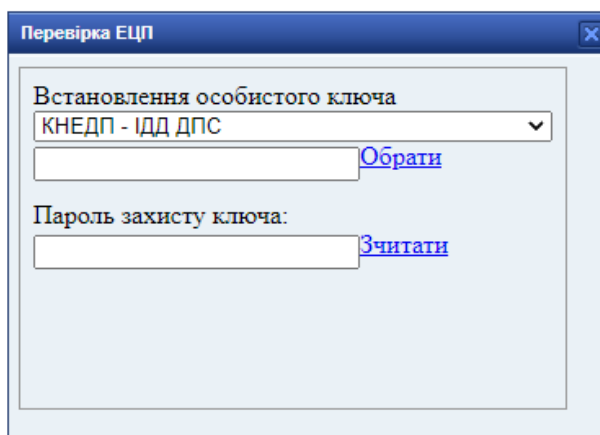 Перевірка ЕЦП
Встановлення особистого ключа
КНЕДП - ІДД ДПС
Обрати
Пароль захисту ключа:
Зчитати